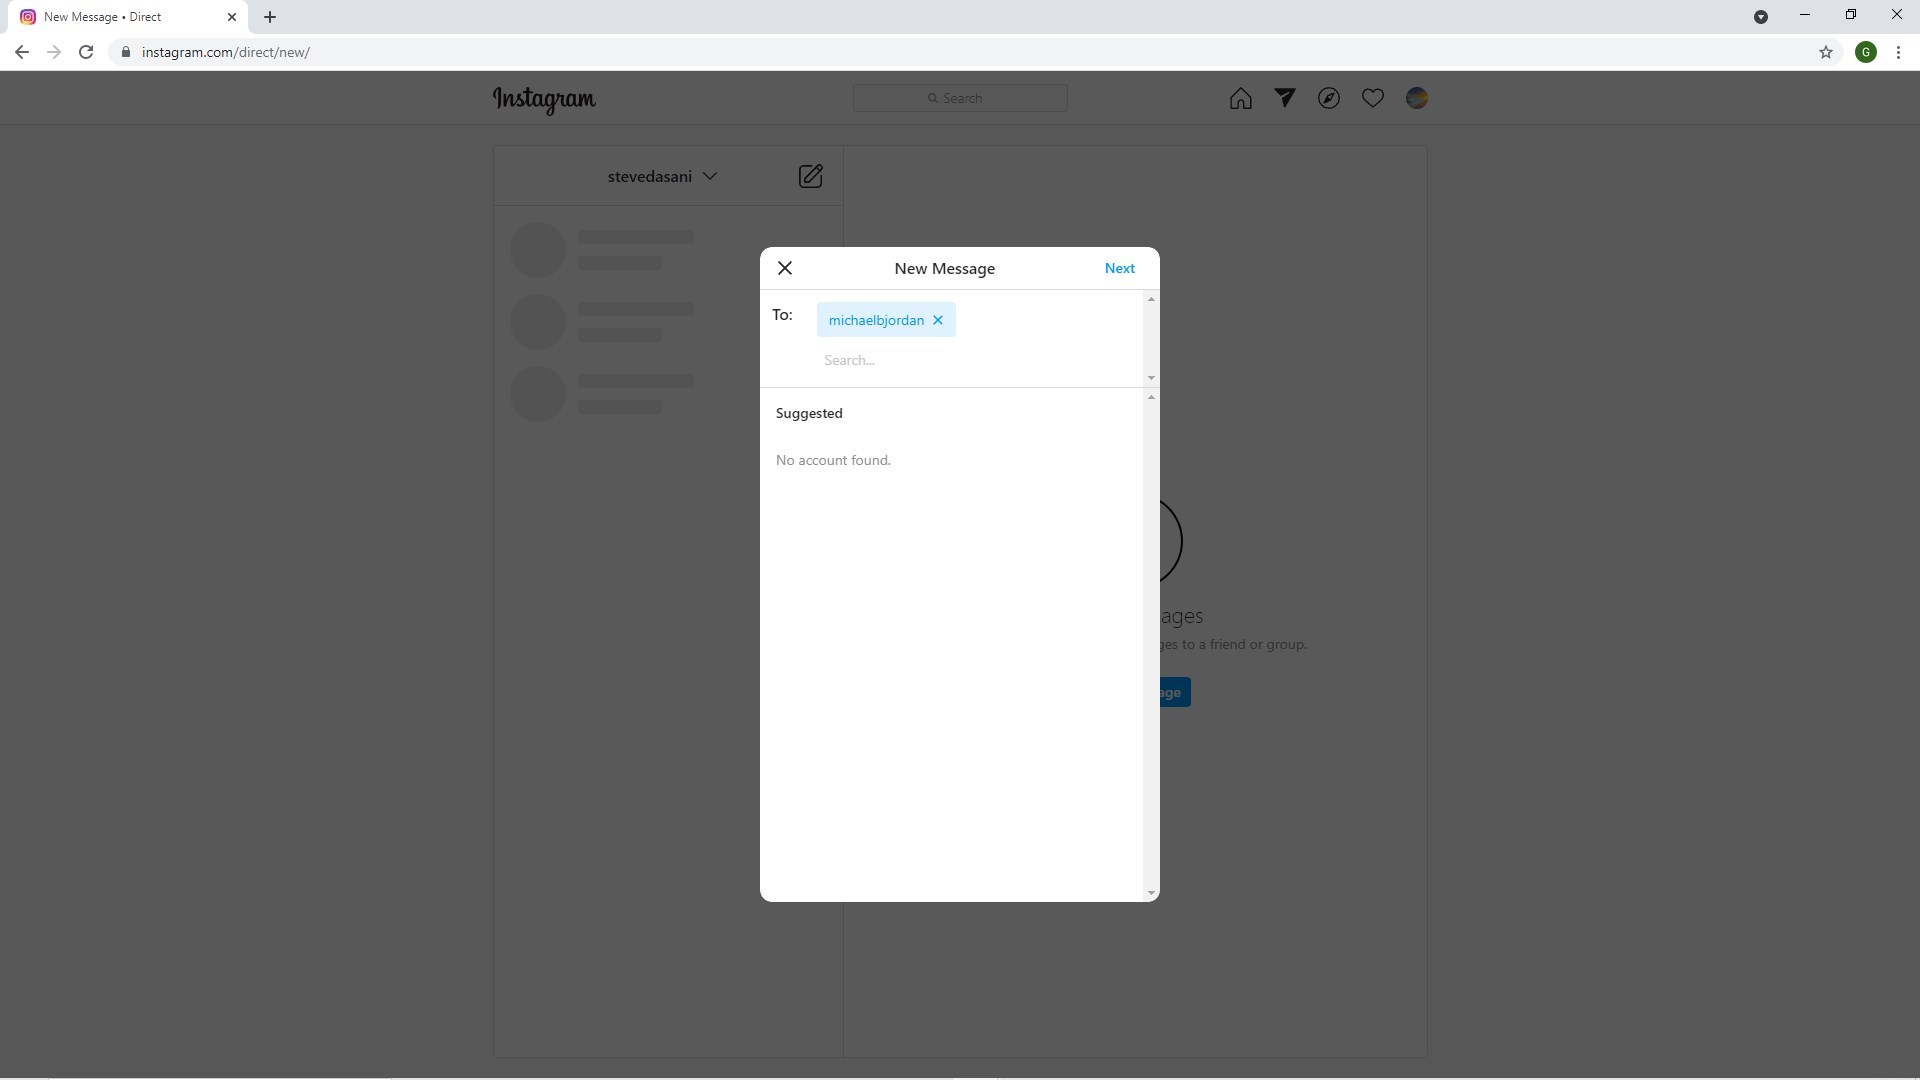 New Message • Direct
instagram.com/direct/new/
G
Instagram
Search
stevedasani
New Message
Next
To:
michaelbjordan
Search...
Suggested
No account found.
ages
ges to a friend or group.
age